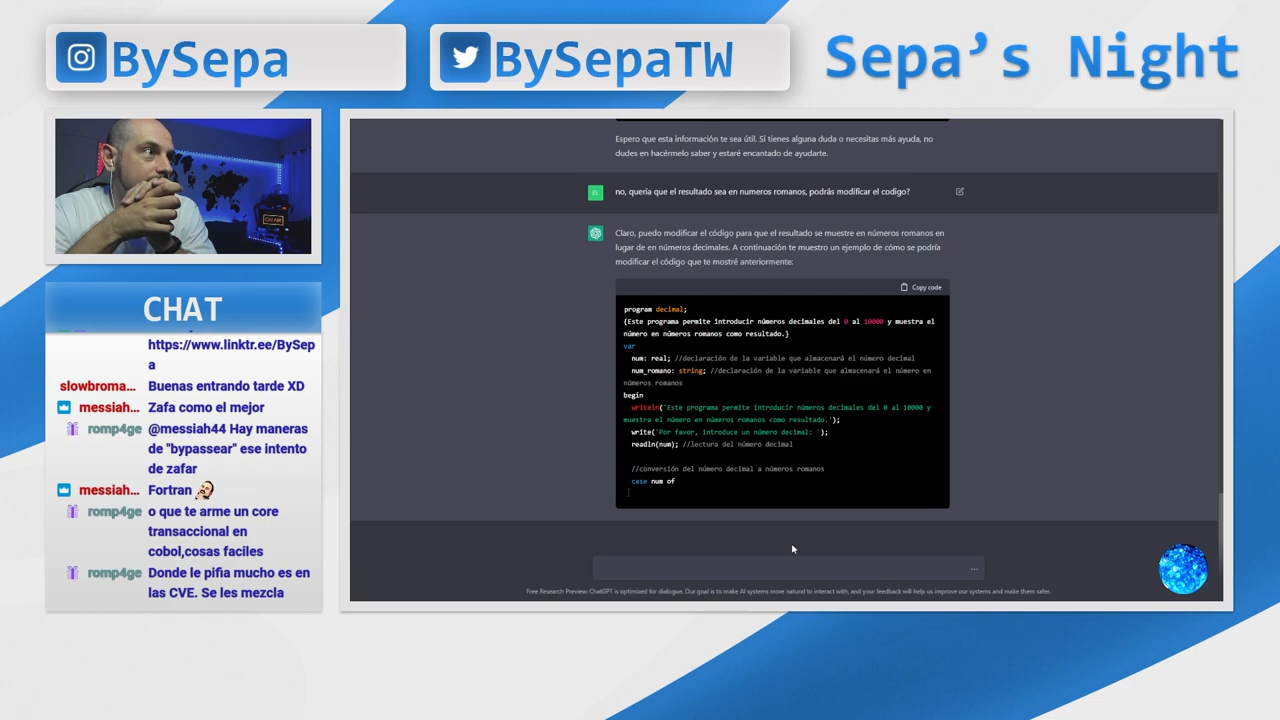 BySepa
BySepaTW
Sepa's Night
ON AIR
CHAT
https://www.linktr.ee/BySep
a
slowbroma... Buenas entrando tarde XD
messiah... Zafa como el mejor
romp4ge @messiah44 Hay maneras
de "bypassear" ese intento
de zafar
messiah... Fortran
romp4ge o que te arme un core
transaccional en
cobol,cosas faciles
romp4ge Donde le pifia mucho es en
las CVE. Se les mezcla
Espero que esta información te sea útil. Si tienes alguna duda o necesitas más ayuda, no
dudes en hacérmelo saber y estaré encantado de ayudarte.
EL no, queria que el resultado sea en numeros romanos, podrás modificar el codigo?
Claro, puedo modificar el código para que el resultado se muestre en números romanos en
lugar de en números decimales. A continuación te muestro un ejemplo de cómo se podría
modificar el código que te mostré anteriormente:
Copy code
program decimal;
{Este programa permite introducir números decimales del 0 al 10000 y muestra el
número en números romanos como resultado.}
var
num: real; //declaración de la variable que almacenará el número decimal
num_romano: string; //declaración de la variable que almacenará el número en
números romanos
begin
writeln('Este programa permite introducir números decimales del 0 al 10000 y
muestra el número en números romanos como resultado.');
write('Por favor, introduce un número decimal: ');
readln(num); //lectura del número decimal
//conversión del número decimal a números romanos
case num of
...
Free Research Preview: ChatGPT is optimized for dialogue. Our goal is to make AI systems more natural to interact with, and your feedback will help us improve our systems and make them safer.